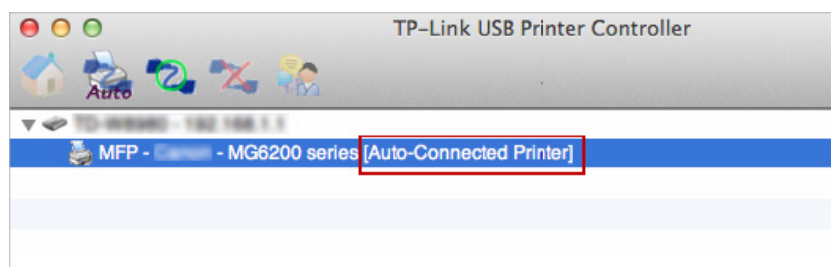 TP-Link USB Printer Controller
Auto
MFP - - MG6200 series [Auto-Connected Printer]